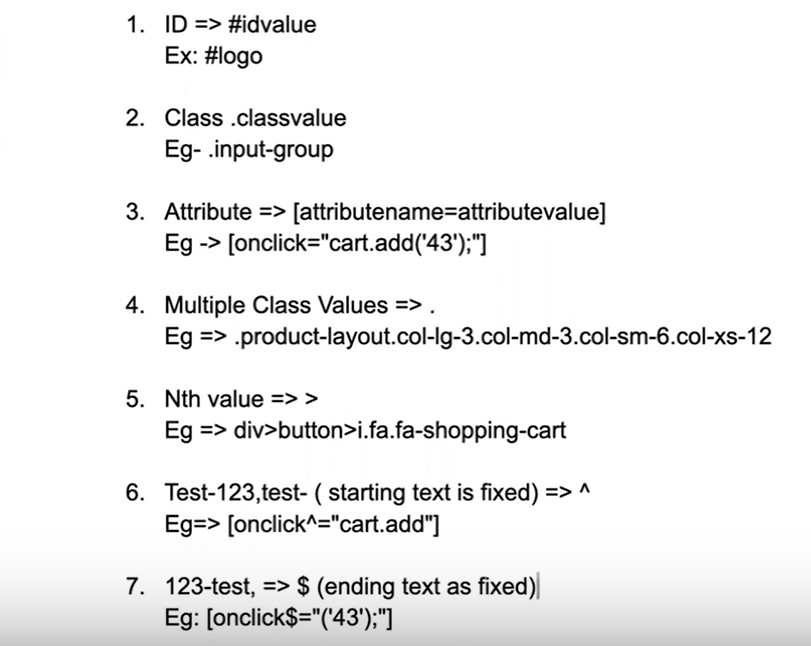 1. ID => #idvalue
Ex: #logo
2. Class .classvalue
Eg- .input-group
3. Attribute => [attributename=attributevalue]
Eg -> [onclick="cart.add('43');"]
4. Multiple Class Values => .
Eg => .product-layout.col-lg-3.col-md-3.col-sm-6.col-xs-12
5. Nth value => >
Eg => div>button>i.fa.fa-shopping-cart
6. Test-123,test- ( starting text is fixed) => ^
Eg=> [onclick^="cart.add"]
7. 123-test, => $ (ending text as fixed)
Eg: [onclick$="('43');"]